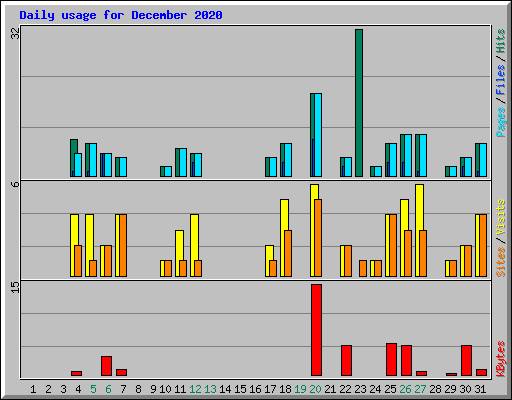 Daily usage for December 2020
32
6
15
Pages / Files / Hits
Sites / Visits
KBytes
1 2 3 4 5 6 7 8 9 10 11 12 13 14 15 16 17 18 19 20 21 22 23 24 25 26 27 28 29 30 31